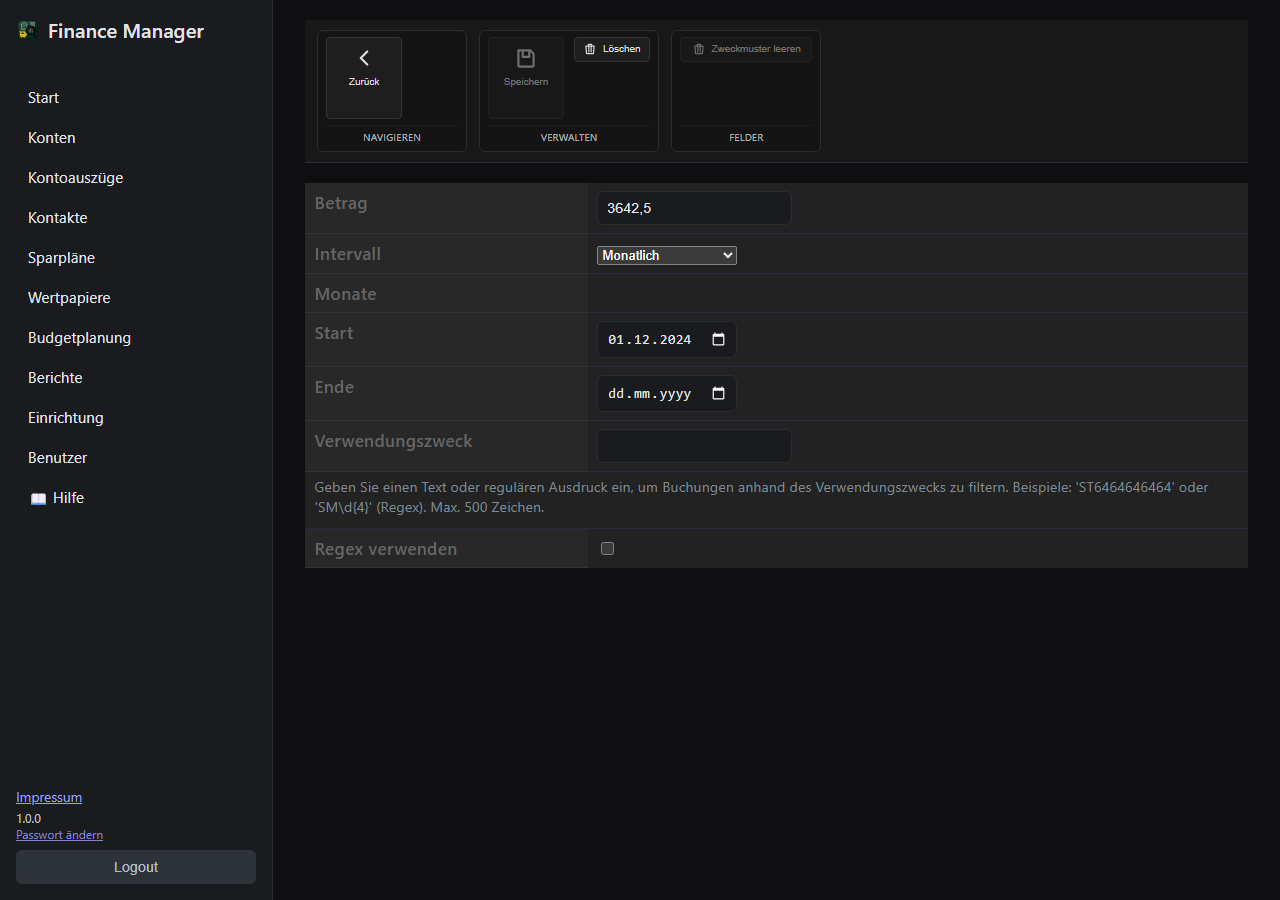 Finance Manager
Start
Konten
Kontoauszüge
Kontakte
Sparpläne
Wertpapiere
Budgetplanung
Berichte
Einrichtung
Benutzer
Hilfe
Impressum
1.0.0
Passwort ändern
Logout
Zurück
NAVIGIEREN
Speichern
Löschen
VERWALTEN
Zweckmuster leeren
FELDER
Betrag
3642,5
Intervall
Monatlich
Monate
Start
01.12.2024
Ende
dd.mm.yyyy
Verwendungszweck
Geben Sie einen Text oder regulären Ausdruck ein, um Buchungen anhand des Verwendungszwecks zu filtern. Beispiele: 'ST6464646464' oder
'SM\d{4}' (Regex). Max. 500 Zeichen.
Regex verwenden